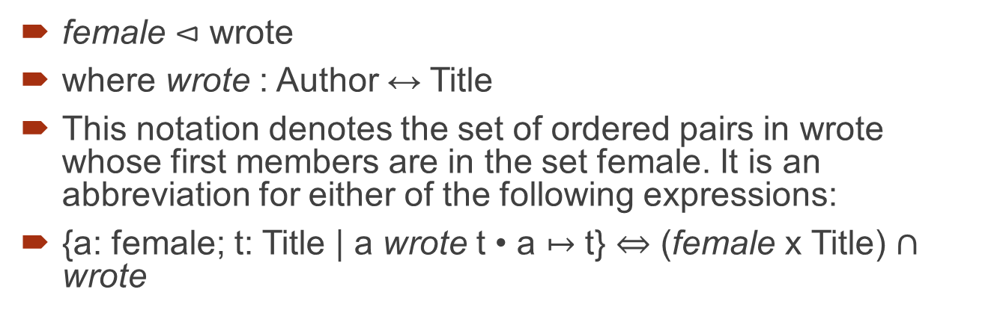 female ◁ wrote
where wrote : Author ↔ Title
This notation denotes the set of ordered pairs in wrote
whose first members are in the set female. It is an
abbreviation for either of the following expressions:
{a: female; t: Title | a wrote t • a ↦ t} ⇔ (female x Title) ∩
wrote